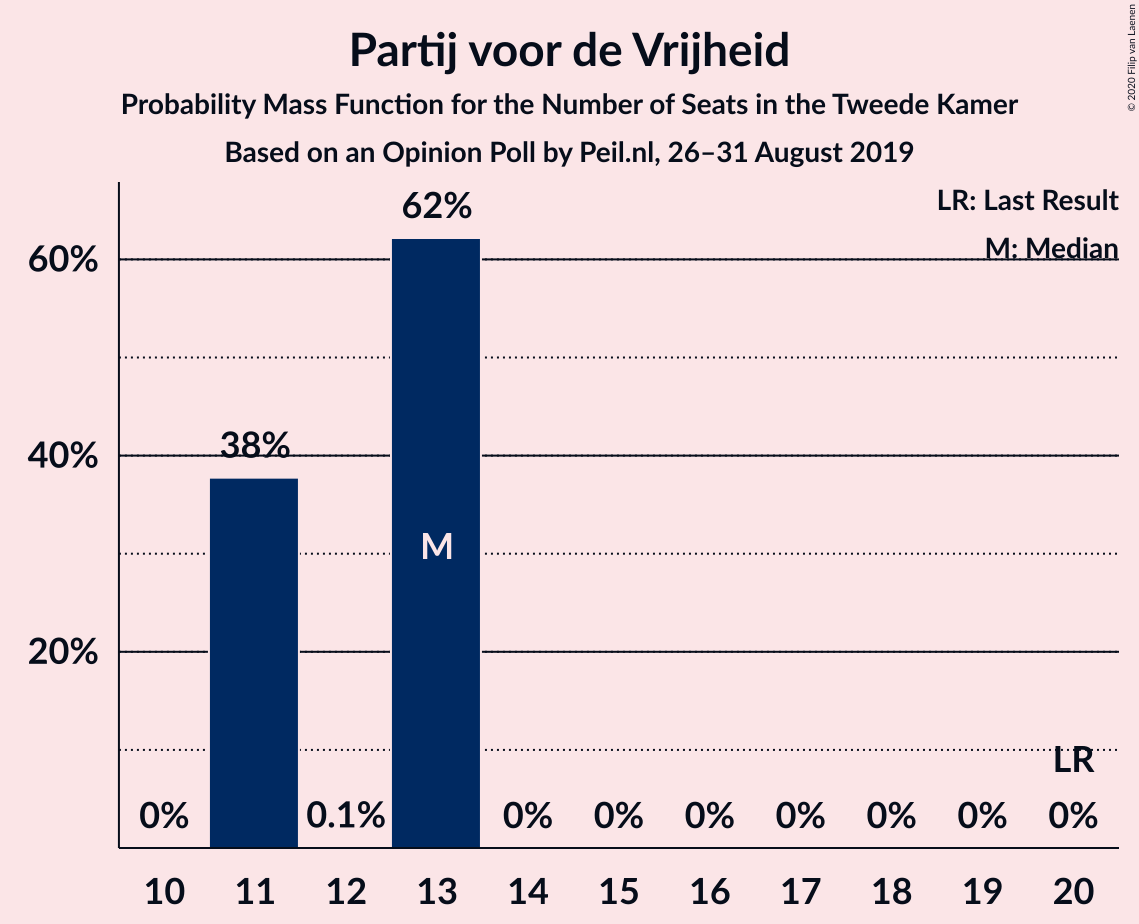 Partij voor de Vrijheid
Probability Mass Function for the Number of Seats in the Tweede Kamer
Based on an Opinion Poll by Peil.nl, 26–31 August 2019
© 2020 Filip van Laenen
LR: Last Result
M: Median
62%
60%
38%
40%
M
20%
LR
0%
0.1%
0%
0%
0%
0%
0%
0%
0%
10 11 12 13 14 15 16 17 18 19 20